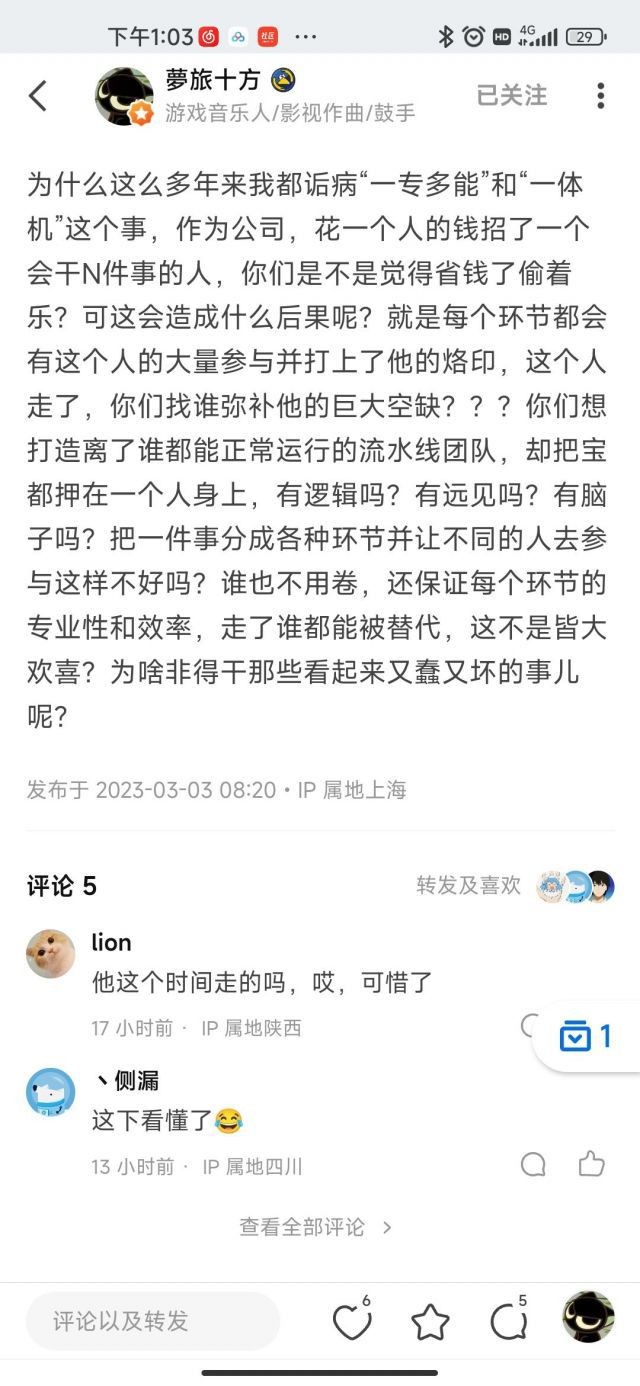 下午1:03
社区
...
HD
4G
29
夢旅十方
已关注
游戏音乐人/影视作曲/鼓手
为什么这么多年来我都诟病“一专多能”和“一体
机”这个事，作为公司，花一个人的钱招了一个
会干N件事的人，你们是不是觉得省钱了偷着
乐？可这会造成什么后果呢？就是每个环节都会
有这个人的大量参与并打上了他的烙印，这个人
走了，你们找谁弥补他的巨大空缺？？？你们想
打造离了谁都能正常运行的流水线团队，却把宝
都押在一个人身上，有逻辑吗？有远见吗？有脑
子吗？把一件事分成各种环节并让不同的人去参
与这样不好吗？谁也不用卷，还保证每个环节的
专业性和效率，走了谁都能被替代，这不是皆大
欢喜？为啥非得干那些看起来又蠢又坏的事儿
呢？
发布于 2023-03-03 08:20 · IP 属地上海
评论 5
转发及喜欢
lion
他这个时间走的吗，哎，可惜了
17 小时前 · IP 属地陕西
1
丶侧漏
这下看懂了😂
13 小时前 · IP 属地四川
查看全部评论 >
评论以及转发
6
5